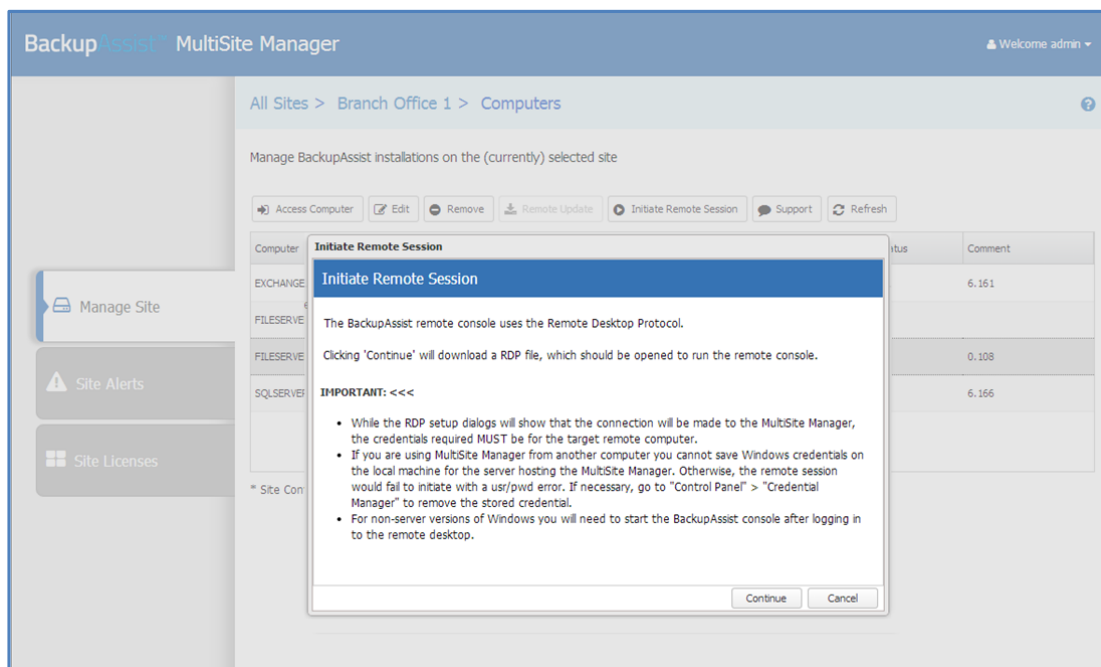 BackupAssist™ MultiSite Manager
Welcome admin
All Sites > Branch Office 1 > Computers
Manage BackupAssist installations on the (currently) selected site
Access Computer Edit Remove Remote Update Initiate Remote Session Support Refresh
Computer
Comment
EXCHANGE
6.161
FILESERVE
FILESERVE
0.108
SQLSERVER
6.166
* Site Con
Manage Site
Site Alerts
Site Licenses
Initiate Remote Session
Initiate Remote Session
The BackupAssist remote console uses the Remote Desktop Protocol.
Clicking 'Continue' will download a RDP file, which should be opened to run the remote console.
IMPORTANT: <<<
• While the RDP setup dialogs will show that the connection will be made to the MultiSite Manager,
the credentials required MUST be for the target remote computer.
• If you are using MultiSite Manager from another computer you cannot save Windows credentials on
the local machine for the server hosting the MultiSite Manager. Otherwise, the remote session
would fail to initiate with a usr/pwd error. If necessary, go to "Control Panel" > "Credential
Manager" to remove the stored credential.
• For non-server versions of Windows you will need to start the BackupAssist console after logging in
to the remote desktop.
Continue Cancel